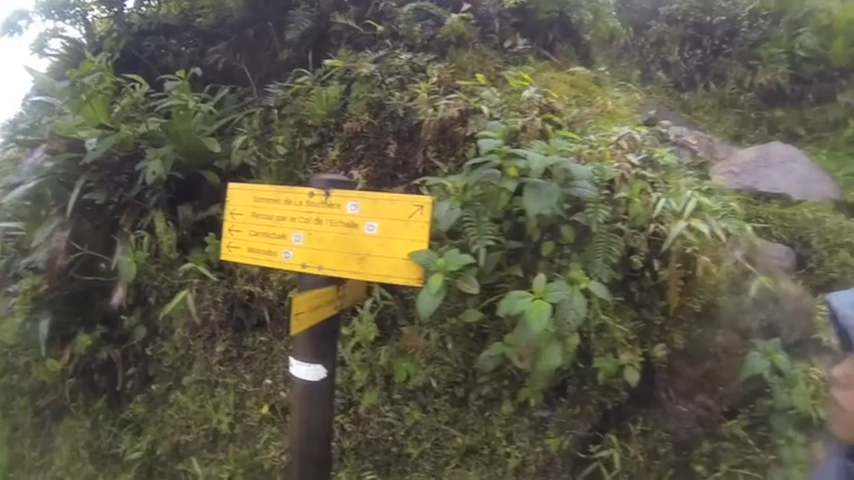 Sommet de La Soufrière
Retour par le Col de l'Echelle
Carmichaël
Matouba